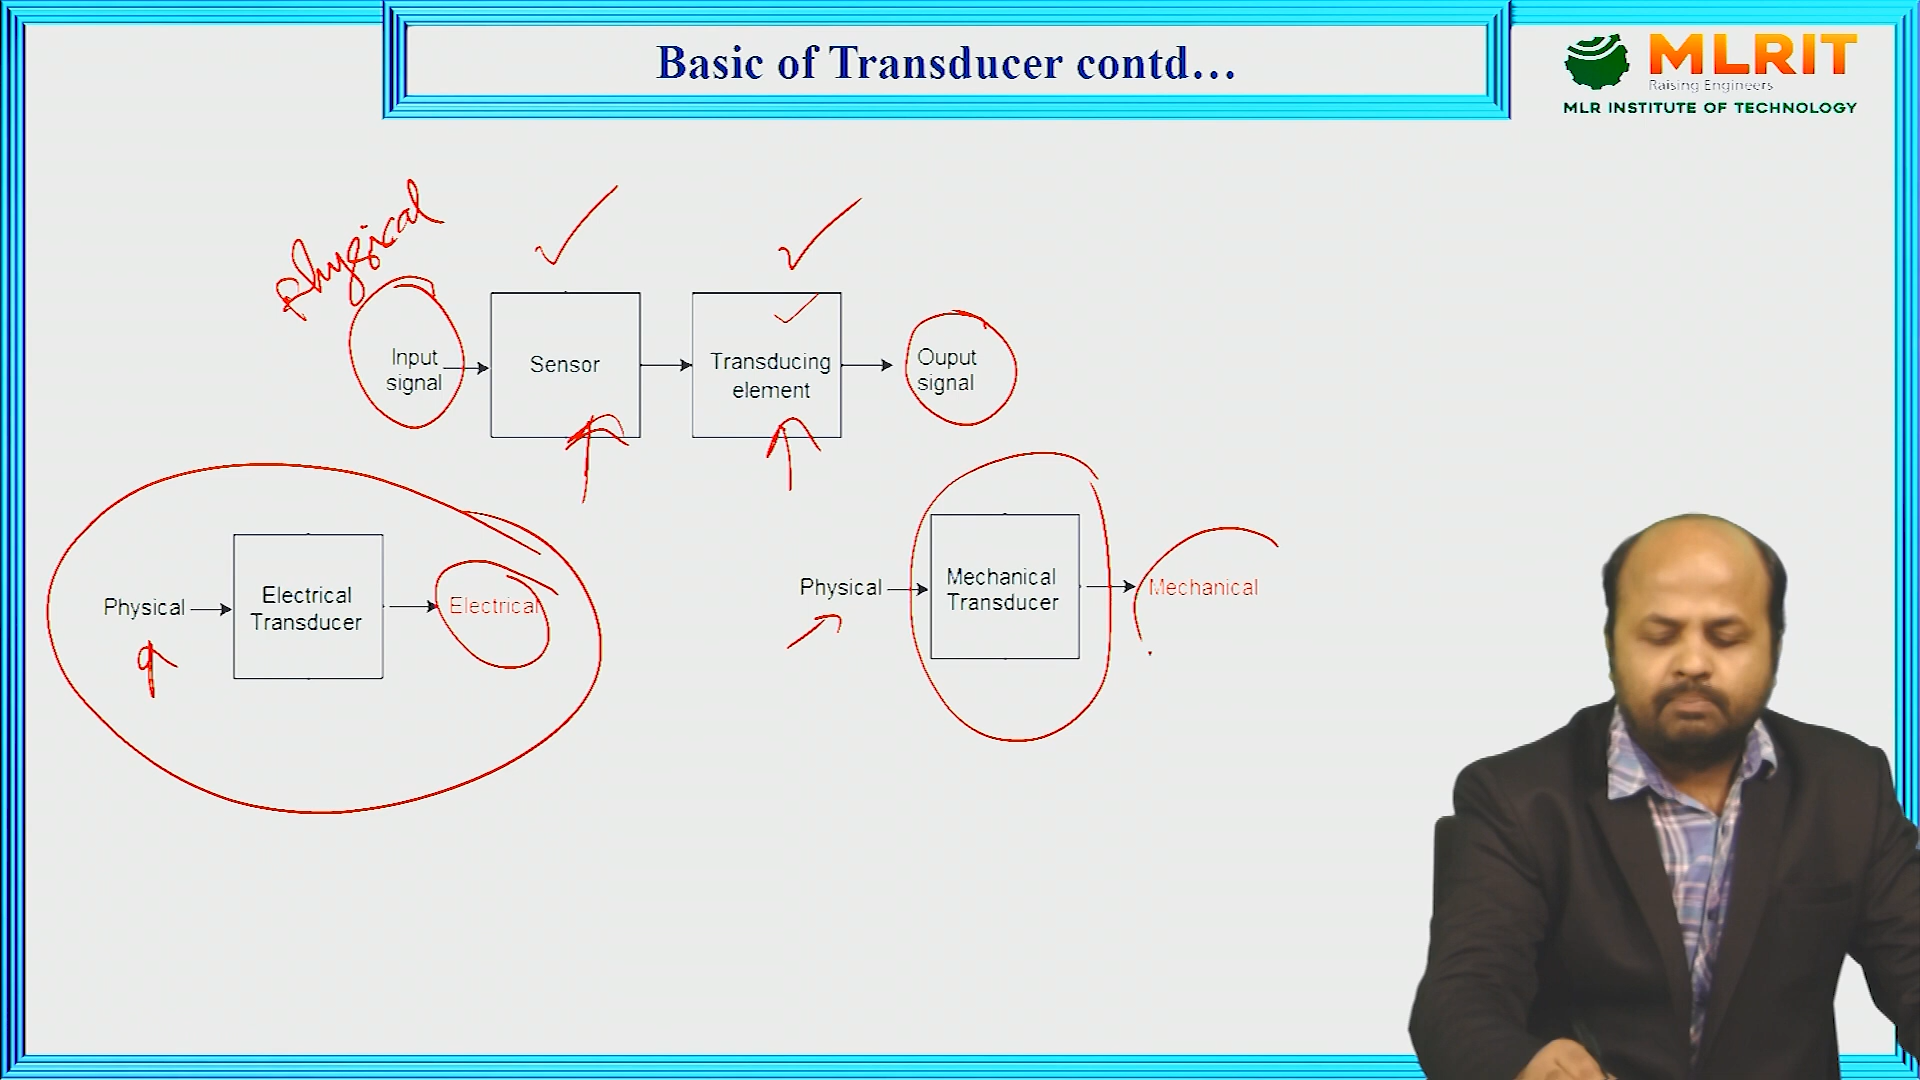 Basic of Transducer contd...
MLRIT
Raising Engineers
MLR INSTITUTE OF TECHNOLOGY
physical
Input
signal
Sensor
Transducing
element
Ouput
signal
Physical
Electrical
Transducer
Electrical
Physical
Mechanical
Transducer
Mechanical